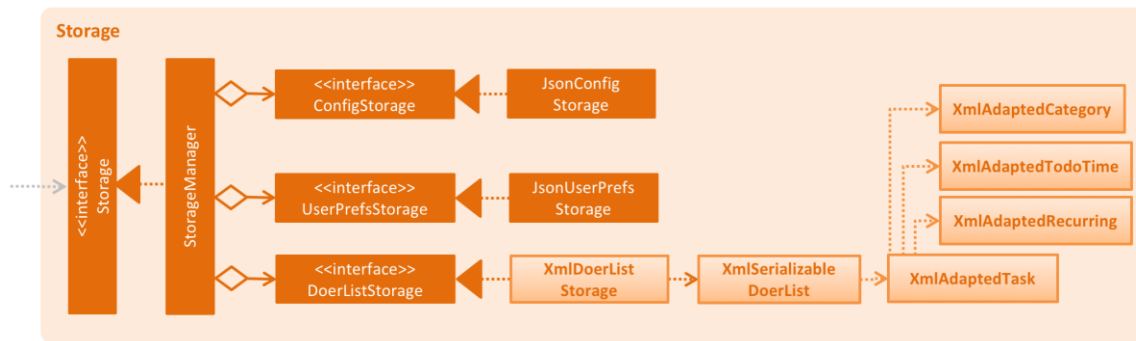 Storage
<<interface>>
Storage
StorageManager
<<interface>>
ConfigStorage
JsonConfig
Storage
<<interface>>
UserPrefsStorage
JsonUserPrefs
Storage
<<interface>>
DoerListStorage
XmlDoerList
Storage
XmlSerializable
DoerList
XmlAdaptedCategory
XmlAdaptedTodoTime
XmlAdaptedRecurring
XmlAdaptedTask